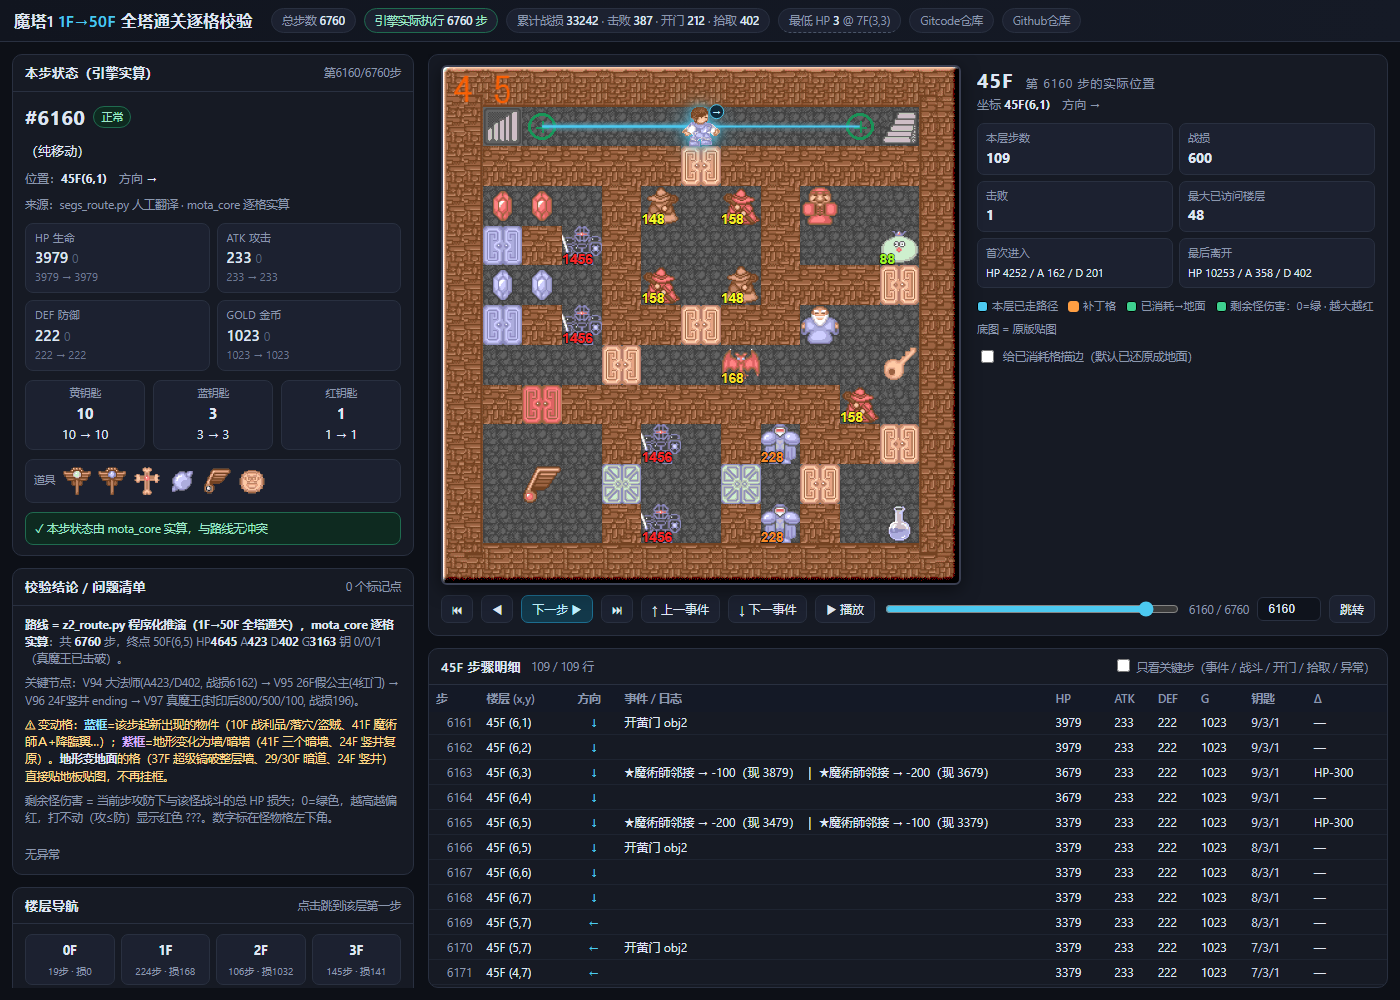 魔塔1 1F→50F 全塔通关逐格校验
总步数 6760
引擎实际执行 6760 步
累计战损 33242 · 击败 387 · 开门 212 · 拾取 402
最低 HP 3 @ 7F(3,3)
Gitcode仓库
Github仓库
本步状态（引擎实算）
第6160/6760步
#6160 正常
（纯移动）
位置：45F(6,1) 方向 →
来源：segs_route.py 人工翻译 · mota_core 逐格实算
HP 生命
3979 0
3979 → 3979
ATK 攻击
233 0
233 → 233
DEF 防御
222 0
222 → 222
GOLD 金币
1023 0
1023 → 1023
黄钥匙
10
10 → 10
蓝钥匙
3
3 → 3
红钥匙
1
1 → 1
道具
✓ 本步状态由 mota_core 实算，与路线无冲突
校验结论 / 问题清单
0 个标记点
路线 = z2_route.py 程序化推演（1F→50F 全塔通关），mota_core 逐格
实算：共 6760 步，终点 50F(6,5) HP4645 A423 D402 G3163 钥 0/0/1
（真魔王已击破）。
关键节点：V94 大法师(A423/D402, 战损6162) → V95 26F假公主(4红门) →
V96 24F竖井 ending → V97 真魔王(封印后800/500/100, 战损196)。
⚠ 变动格：蓝框=该步起新出现的物件（10F 战利品/落穴/盗贼、41F 魔術
師A+降臨翼…）；紫框=地形变化为墙/暗墙（41F 三个暗墙、24F 竖井复
原）。地形变地面的格（37F 超级镐破整层墙、29/30F 暗道、24F 竖井）
直接贴地板贴图，不再挂框。
剩余怪伤害 = 当前步攻防下与该怪战斗的总 HP 损失；0=绿色，越高越偏
红，打不动（攻≤防）显示红色 ???。数字标在怪物格左下角。
无异常
楼层导航
点击跳到该层第一步
0F
19步 · 损0
1F
224步 · 损168
2F
106步 · 损1032
3F
145步 · 损141
4 5
→
148
158
1456
88
158
148
1456
168
158
1456
228
1456
228
⏮
◀
下一步 ▶
⏭
↑ 上一事件
↓ 下一事件
▶ 播放
6160 / 6760
6160
跳转
45F 第 6160 步的实际位置
坐标 45F(6,1) 方向 →
本层步数
109
战损
600
击败
1
最大已访问楼层
48
首次进入
HP 4252 / A 162 / D 201
最后离开
HP 10253 / A 358 / D 402
本层已走路径 补丁格 已消耗→地面 剩余怪伤害：0=绿 · 越大越红
底图 = 原版贴图
给已消耗格描边（默认已还原成地面）
45F 步骤明细 109 / 109 行
只看关键步（事件 / 战斗 / 开门 / 拾取 / 异常）
步 楼层 (x,y) 方向 事件 / 日志 HP ATK DEF G 钥匙 Δ
6161 45F (6,1) ↓ 开黄门 obj2 3979 233 222 1023 9/3/1 —
6162 45F (6,2) ↓ 3979 233 222 1023 9/3/1 —
6163 45F (6,3) ↓ ★魔術師邻接 → -100（现 3879） | ★魔術師邻接 → -200（现 3679） 3679 233 222 1023 9/3/1 HP-300
6164 45F (6,4) ↓ 3679 233 222 1023 9/3/1 —
6165 45F (6,5) ↓ ★魔術師邻接 → -200（现 3479） | ★魔術師邻接 → -100（现 3379） 3379 233 222 1023 9/3/1 HP-300
6166 45F (6,5) ↓ 开黄门 obj2 3379 233 222 1023 8/3/1 —
6167 45F (6,6) ↓ 3379 233 222 1023 8/3/1 —
6168 45F (6,7) ↓ 3379 233 222 1023 8/3/1 —
6169 45F (5,7) ← 3379 233 222 1023 8/3/1 —
6170 45F (5,7) ← 开黄门 obj2 3379 233 222 1023 7/3/1 —
6171 45F (4,7) ← 3379 233 222 1023 7/3/1 —